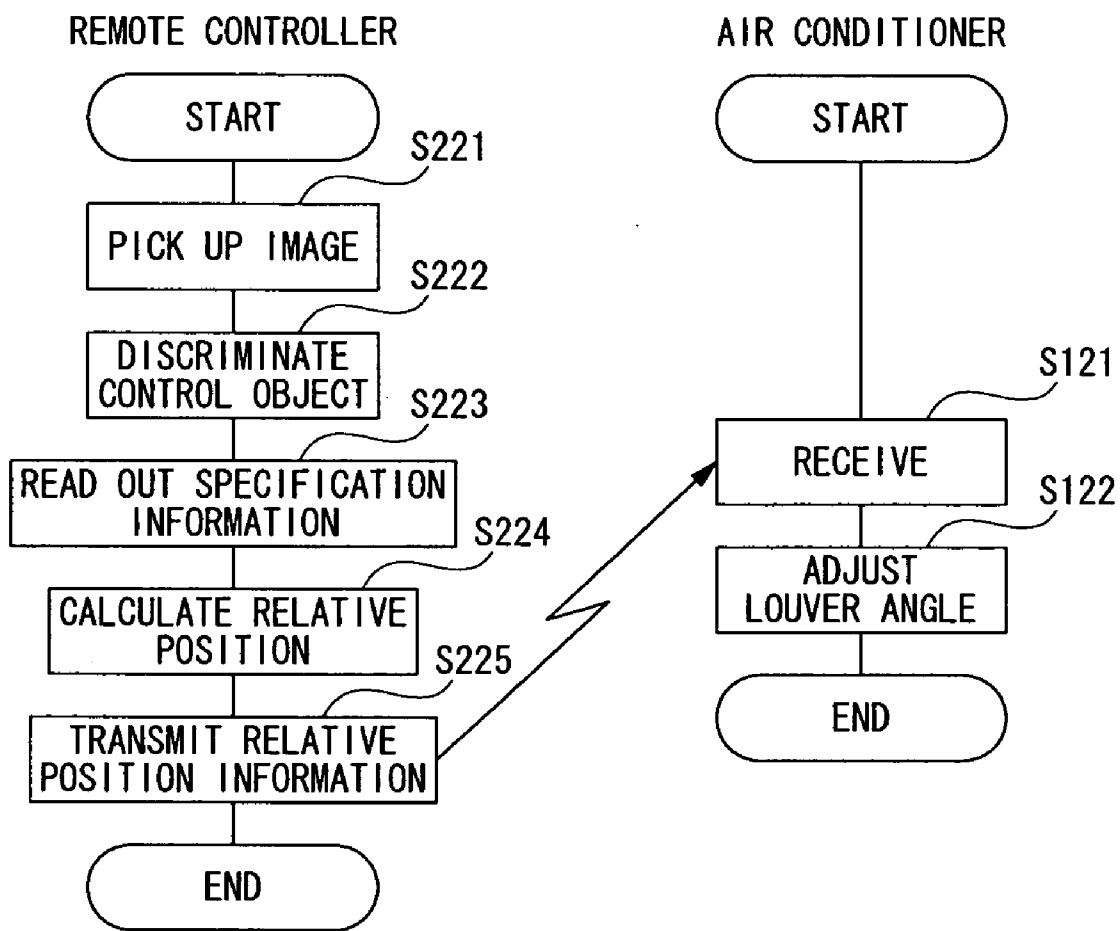 REMOTE CONTROLLER
START
S221
PICK UP IMAGE
S222
DISCRIMINATE
CONTROL OBJECT
S223
READ OUT SPECIFICATION
INFORMATION
S224
CALCULATE RELATIVE
POSITION
S225
TRANSMIT RELATIVE
POSITION INFORMATION
END
AIR CONDITIONER
START
S121
RECEIVE
S122
ADJUST
LOUVER ANGLE
END